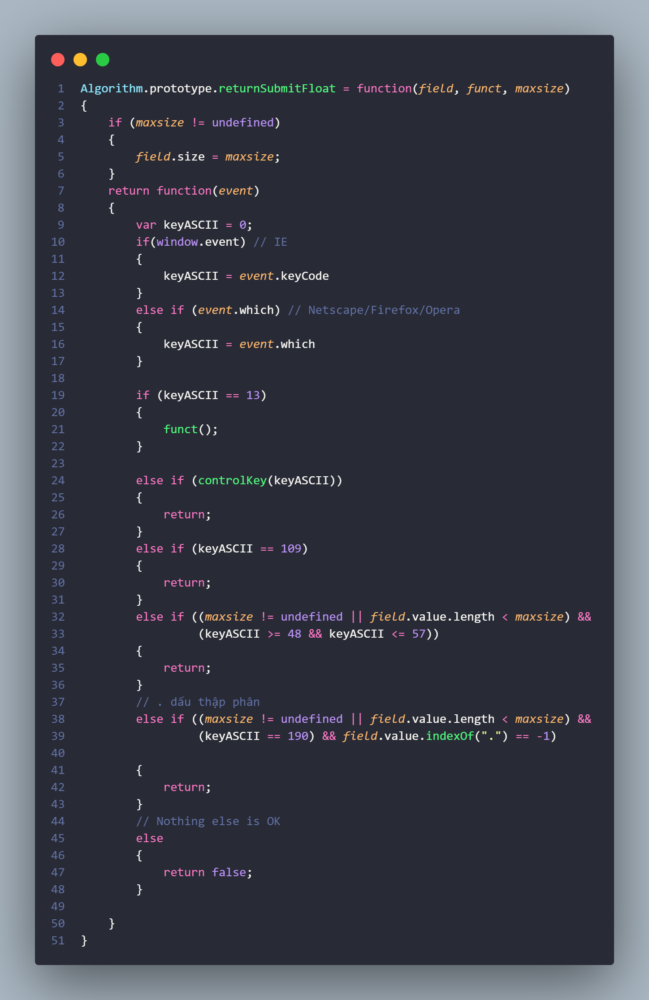 1 Algorithm.prototype.returnSubmitFloat = function(field, funct, maxsize)
2 {
3     if (maxsize != undefined)
4     {
5         field.size = maxsize;
6     }
7     return function(event)
8     {
9         var keyASCII = 0;
10         if(window.event) // IE
11         {
12             keyASCII = event.keyCode
13         }
14         else if (event.which) // Netscape/Firefox/Opera
15         {
16             keyASCII = event.which
17         }
18
19         if (keyASCII == 13)
20         {
21             funct();
22         }
23
24         else if (controlKey(keyASCII))
25         {
26             return;
27         }
28         else if (keyASCII == 109)
29         {
30             return;
31         }
32         else if ((maxsize != undefined || field.value.length < maxsize) &&
33                  (keyASCII >= 48 && keyASCII <= 57))
34         {
35             return;
36         }
37         // . dấu thập phân
38         else if ((maxsize != undefined || field.value.length < maxsize) &&
39                  (keyASCII == 190) && field.value.indexOf(".") == -1)
40
41         {
42             return;
43         }
44         // Nothing else is OK
45         else
46         {
47             return false;
48         }
49
50     }
51 }